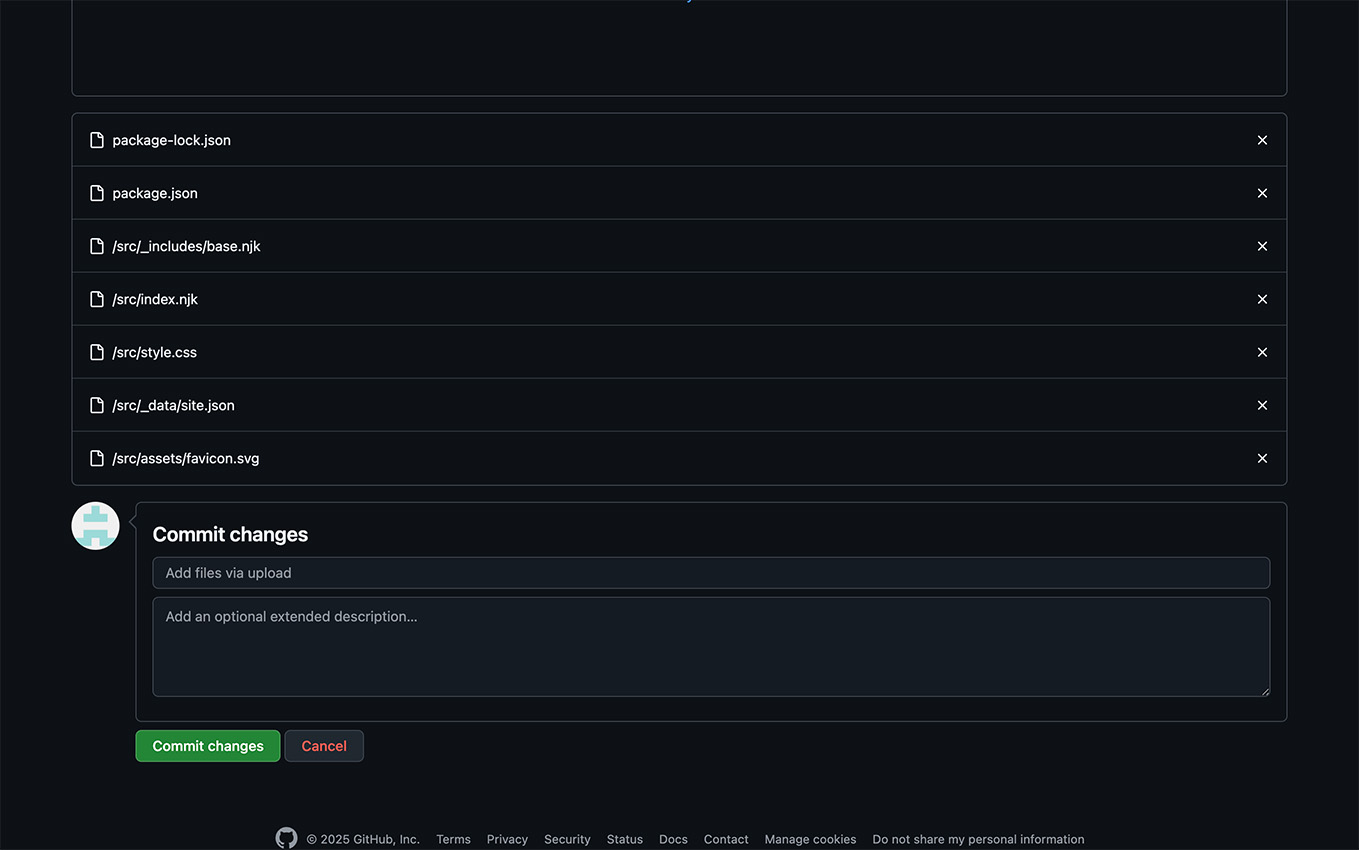 package-lock.json
package.json
/src/_includes/base.njk
/src/index.njk
/src/style.css
/src/_data/site.json
/src/assets/favicon.svg
Commit changes
Add files via upload
Add an optional extended description...
Commit changes Cancel
© 2025 GitHub, Inc. Terms Privacy Security Status Docs Contact Manage cookies Do not share my personal information